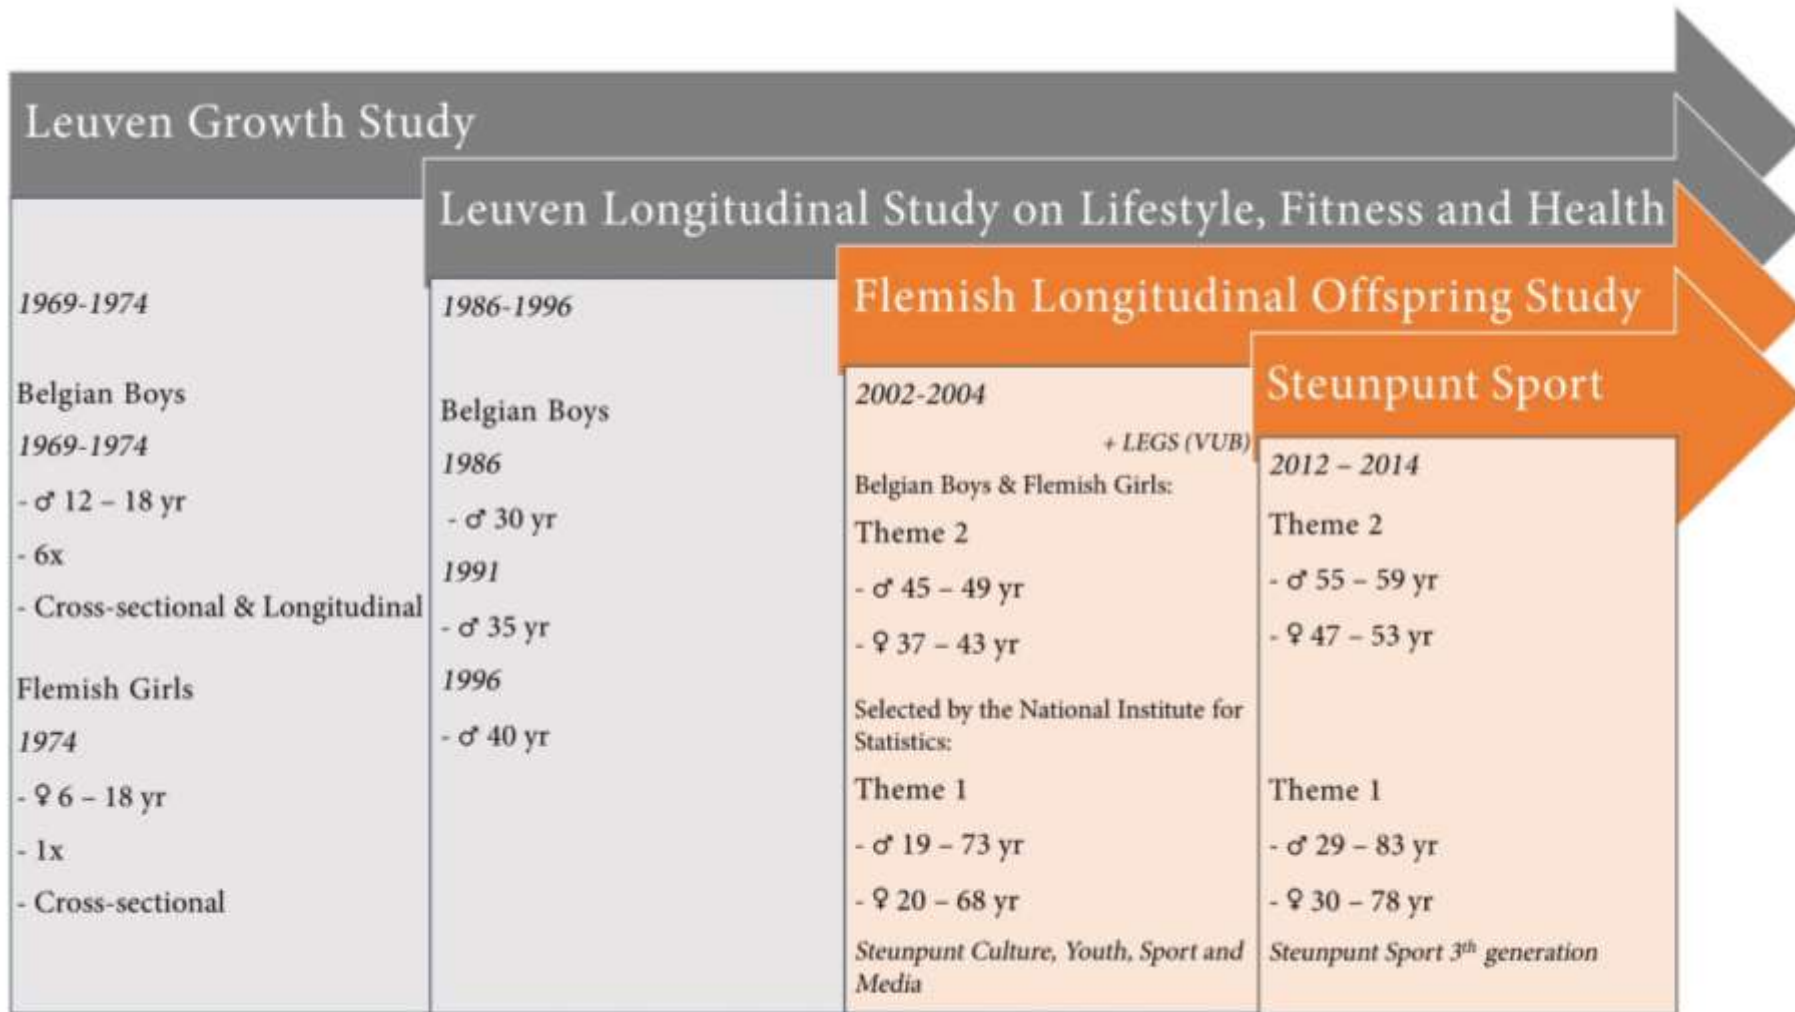 Leuven Growth Study
1969-1974
Belgian Boys
1969-1974
- ♂ 12 – 18 yr
- 6x
- Cross-sectional & Longitudinal
Flemish Girls
1974
- ♀ 6 – 18 yr
- 1x
- Cross-sectional
Leuven Longitudinal Study on Lifestyle, Fitness and Health
1986-1996
Belgian Boys
1986
- ♂ 30 yr
1991
- ♂ 35 yr
1996
- ♂ 40 yr
Flemish Longitudinal Offspring Study
2002-2004
+ LEGS (VUB)
Belgian Boys & Flemish Girls:
Theme 2
- ♂ 45 – 49 yr
- ♀ 37 – 43 yr
Selected by the National Institute for
Statistics:
Theme 1
- ♂ 19 – 73 yr
- ♀ 20 – 68 yr
Steunpunt Culture, Youth, Sport and
Media
Steunpunt Sport
2012 – 2014
Theme 2
- ♂ 55 – 59 yr
- ♀ 47 – 53 yr
Theme 1
- ♂ 29 – 83 yr
- ♀ 30 – 78 yr
Steunpunt Sport 3th generation